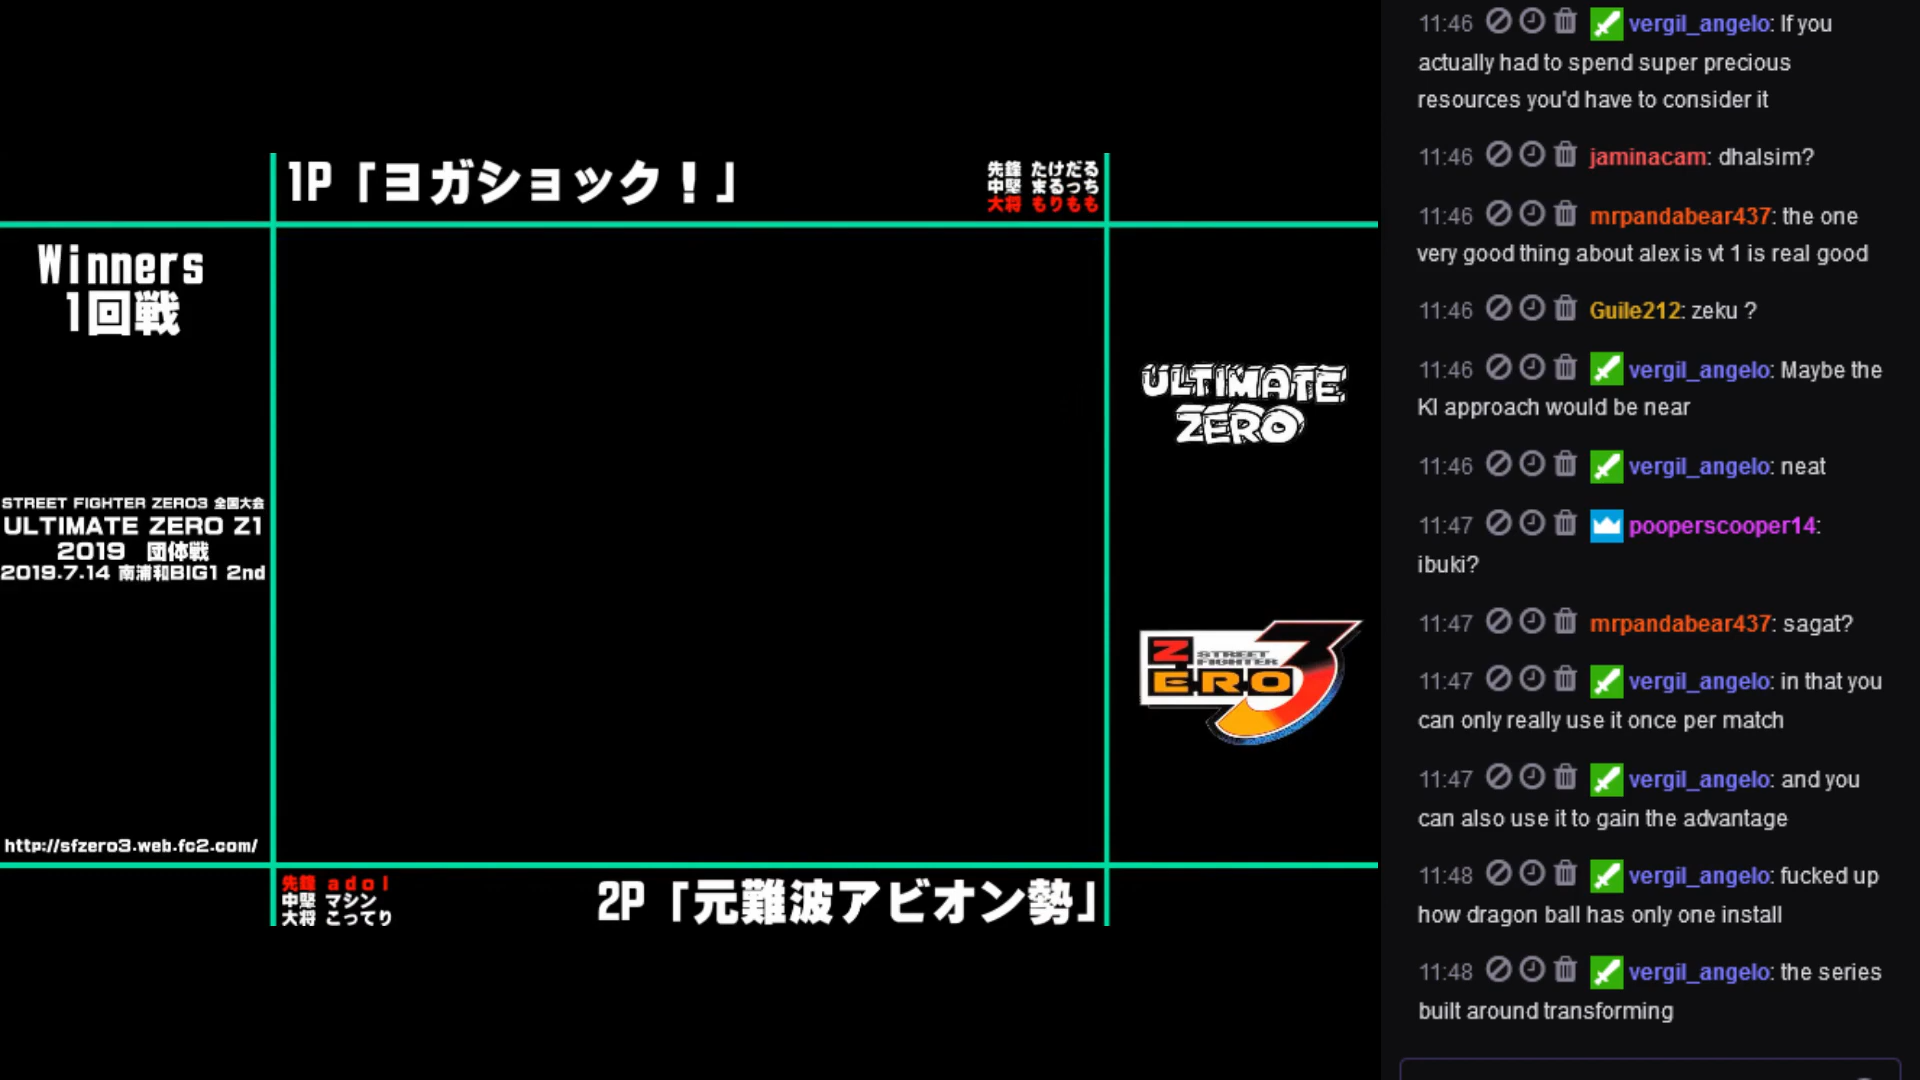 1P「ヨガショック！」
先鋒 たけだる
中堅 まるっち
大将 もりもも
Winners
1回戦
ULTIMATE
ZERO
STREET FIGHTER ZERO3 全国大会
ULTIMATE ZERO Z1
2019 団体戦
2019.7.14 南浦和BIG1 2nd
Z
STREET
FIGHTER
ERO
3
http://sfzero3.web.fc2.com/
先鋒 adol
中堅 マシン
大将 こってり
2P「元難波アビオン勢」
11:46 vergil_angelo: If you
actually had to spend super precious
resources you'd have to consider it
11:46 jaminacam: dhalsim?
11:46 mrpandabear437: the one
very good thing about alex is vt 1 is real good
11:46 Guile212: zeku ?
11:46 vergil_angelo: Maybe the
KI approach would be near
11:46 vergil_angelo: neat
11:47 pooperscooper14:
ibuki?
11:47 mrpandabear437: sagat?
11:47 vergil_angelo: in that you
can only really use it once per match
11:47 vergil_angelo: and you
can also use it to gain the advantage
11:48 vergil_angelo: fucked up
how dragon ball has only one install
11:48 vergil_angelo: the series
built around transforming